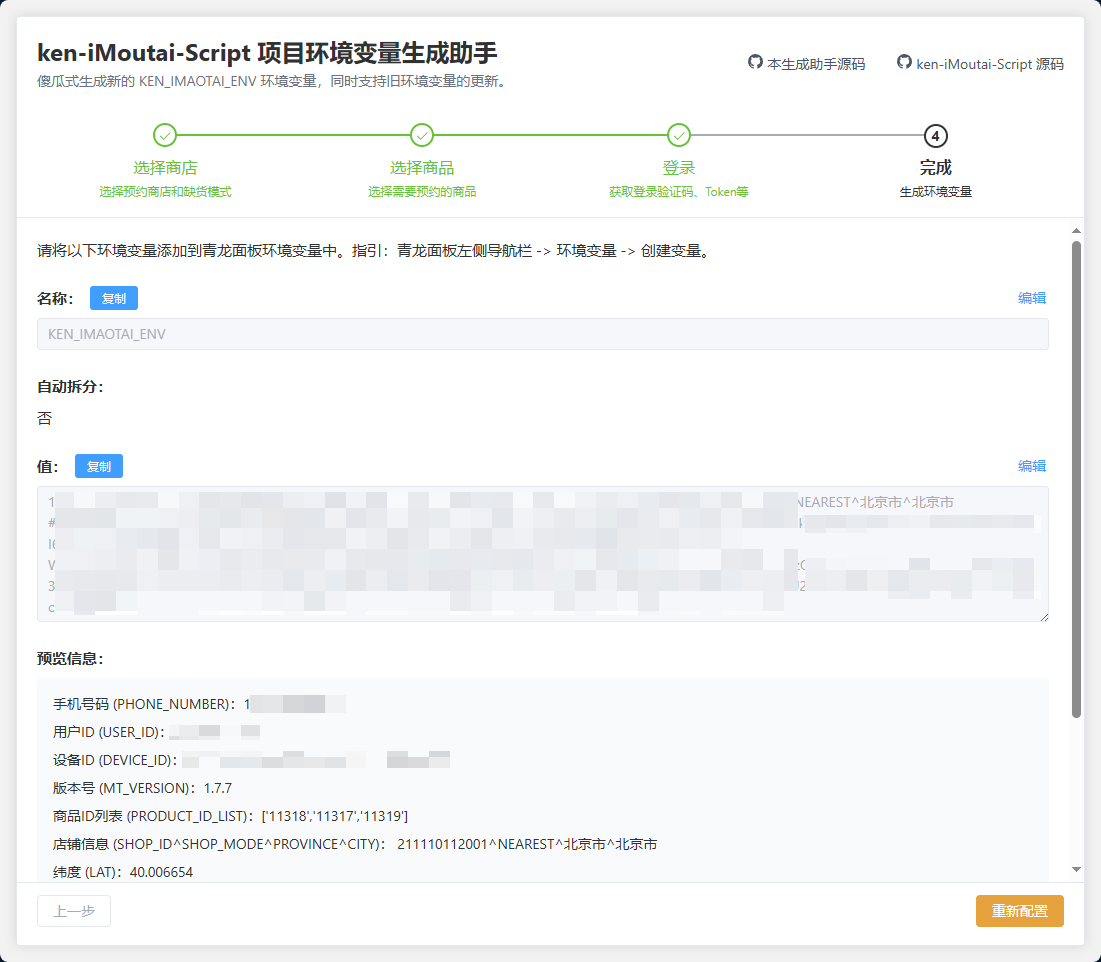 ken-iMoutai-Script 项目环境变量生成助手
傻瓜式生成新的 KEN_IMAOTAI_ENV 环境变量，同时支持旧环境变量的更新。
本生成助手源码
ken-iMoutai-Script 源码
4
选择商店
选择商品
登录
完成
选择预约商店和缺货模式
选择需要预约的商品
获取登录验证码、Token等
生成环境变量
请将以下环境变量添加到青龙面板环境变量中。指引：青龙面板左侧导航栏 -> 环境变量 -> 创建变量。
名称： 复制 编辑
KEN_IMAOTAI_ENV
自动拆分：
否
值： 复制 编辑
1 NEAREST^北京市^北京市
#
预览信息：
手机号码 (PHONE_NUMBER)：1
用户ID (USER_ID)：
设备ID (DEVICE_ID)：
版本号 (MT_VERSION)：1.7.7
商品ID列表 (PRODUCT_ID_LIST)：['11318','11317','11319']
店铺信息 (SHOP_ID^SHOP_MODE^PROVINCE^CITY)： 211110112001^NEAREST^北京市^北京市
纬度 (LAT)：40.006654
上一步
重新配置